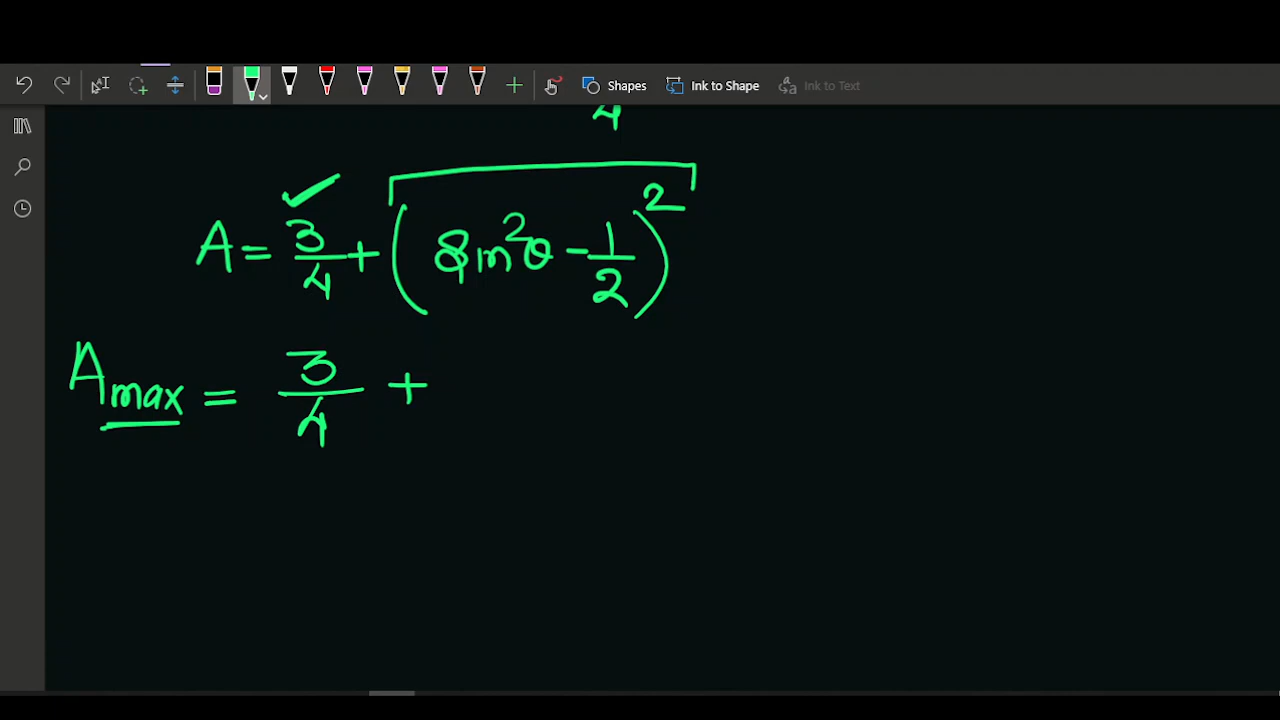 Shapes Ink to Shape Ink to Text
4
A = 3/4 + (Sin²θ - 1/2)²
Amax = 3/4 +